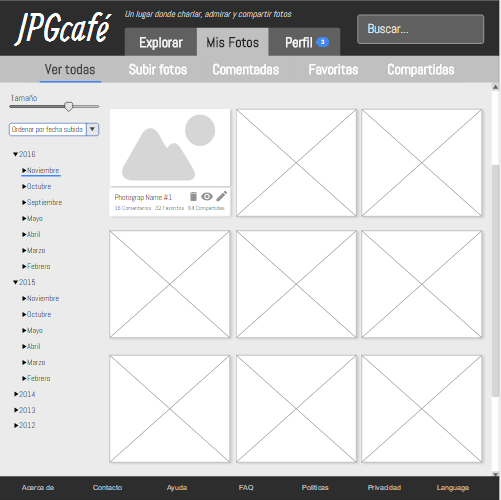 JPGcafé
Un lugar donde charlar, admirar y compartir fotos
Explorar
Mis Fotos
Perfil 3
Buscar...
Ver todas
Subir fotos
Comentadas
Favoritas
Compartidas
Tamaño
Ordenar por fecha subida
2016
Noviembre
Octubre
Septiembre
Mayo
Abril
Marzo
Febrero
2015
Noviembre
Octubre
Mayo
Abril
Marzo
Febrero
2014
2013
2012
Photograp Name #1
16 Comentarios 32 Favoritos 64 Compartidas
Acerca de
Contacto
Ayuda
FAQ
Políticas
Privacidad
Language